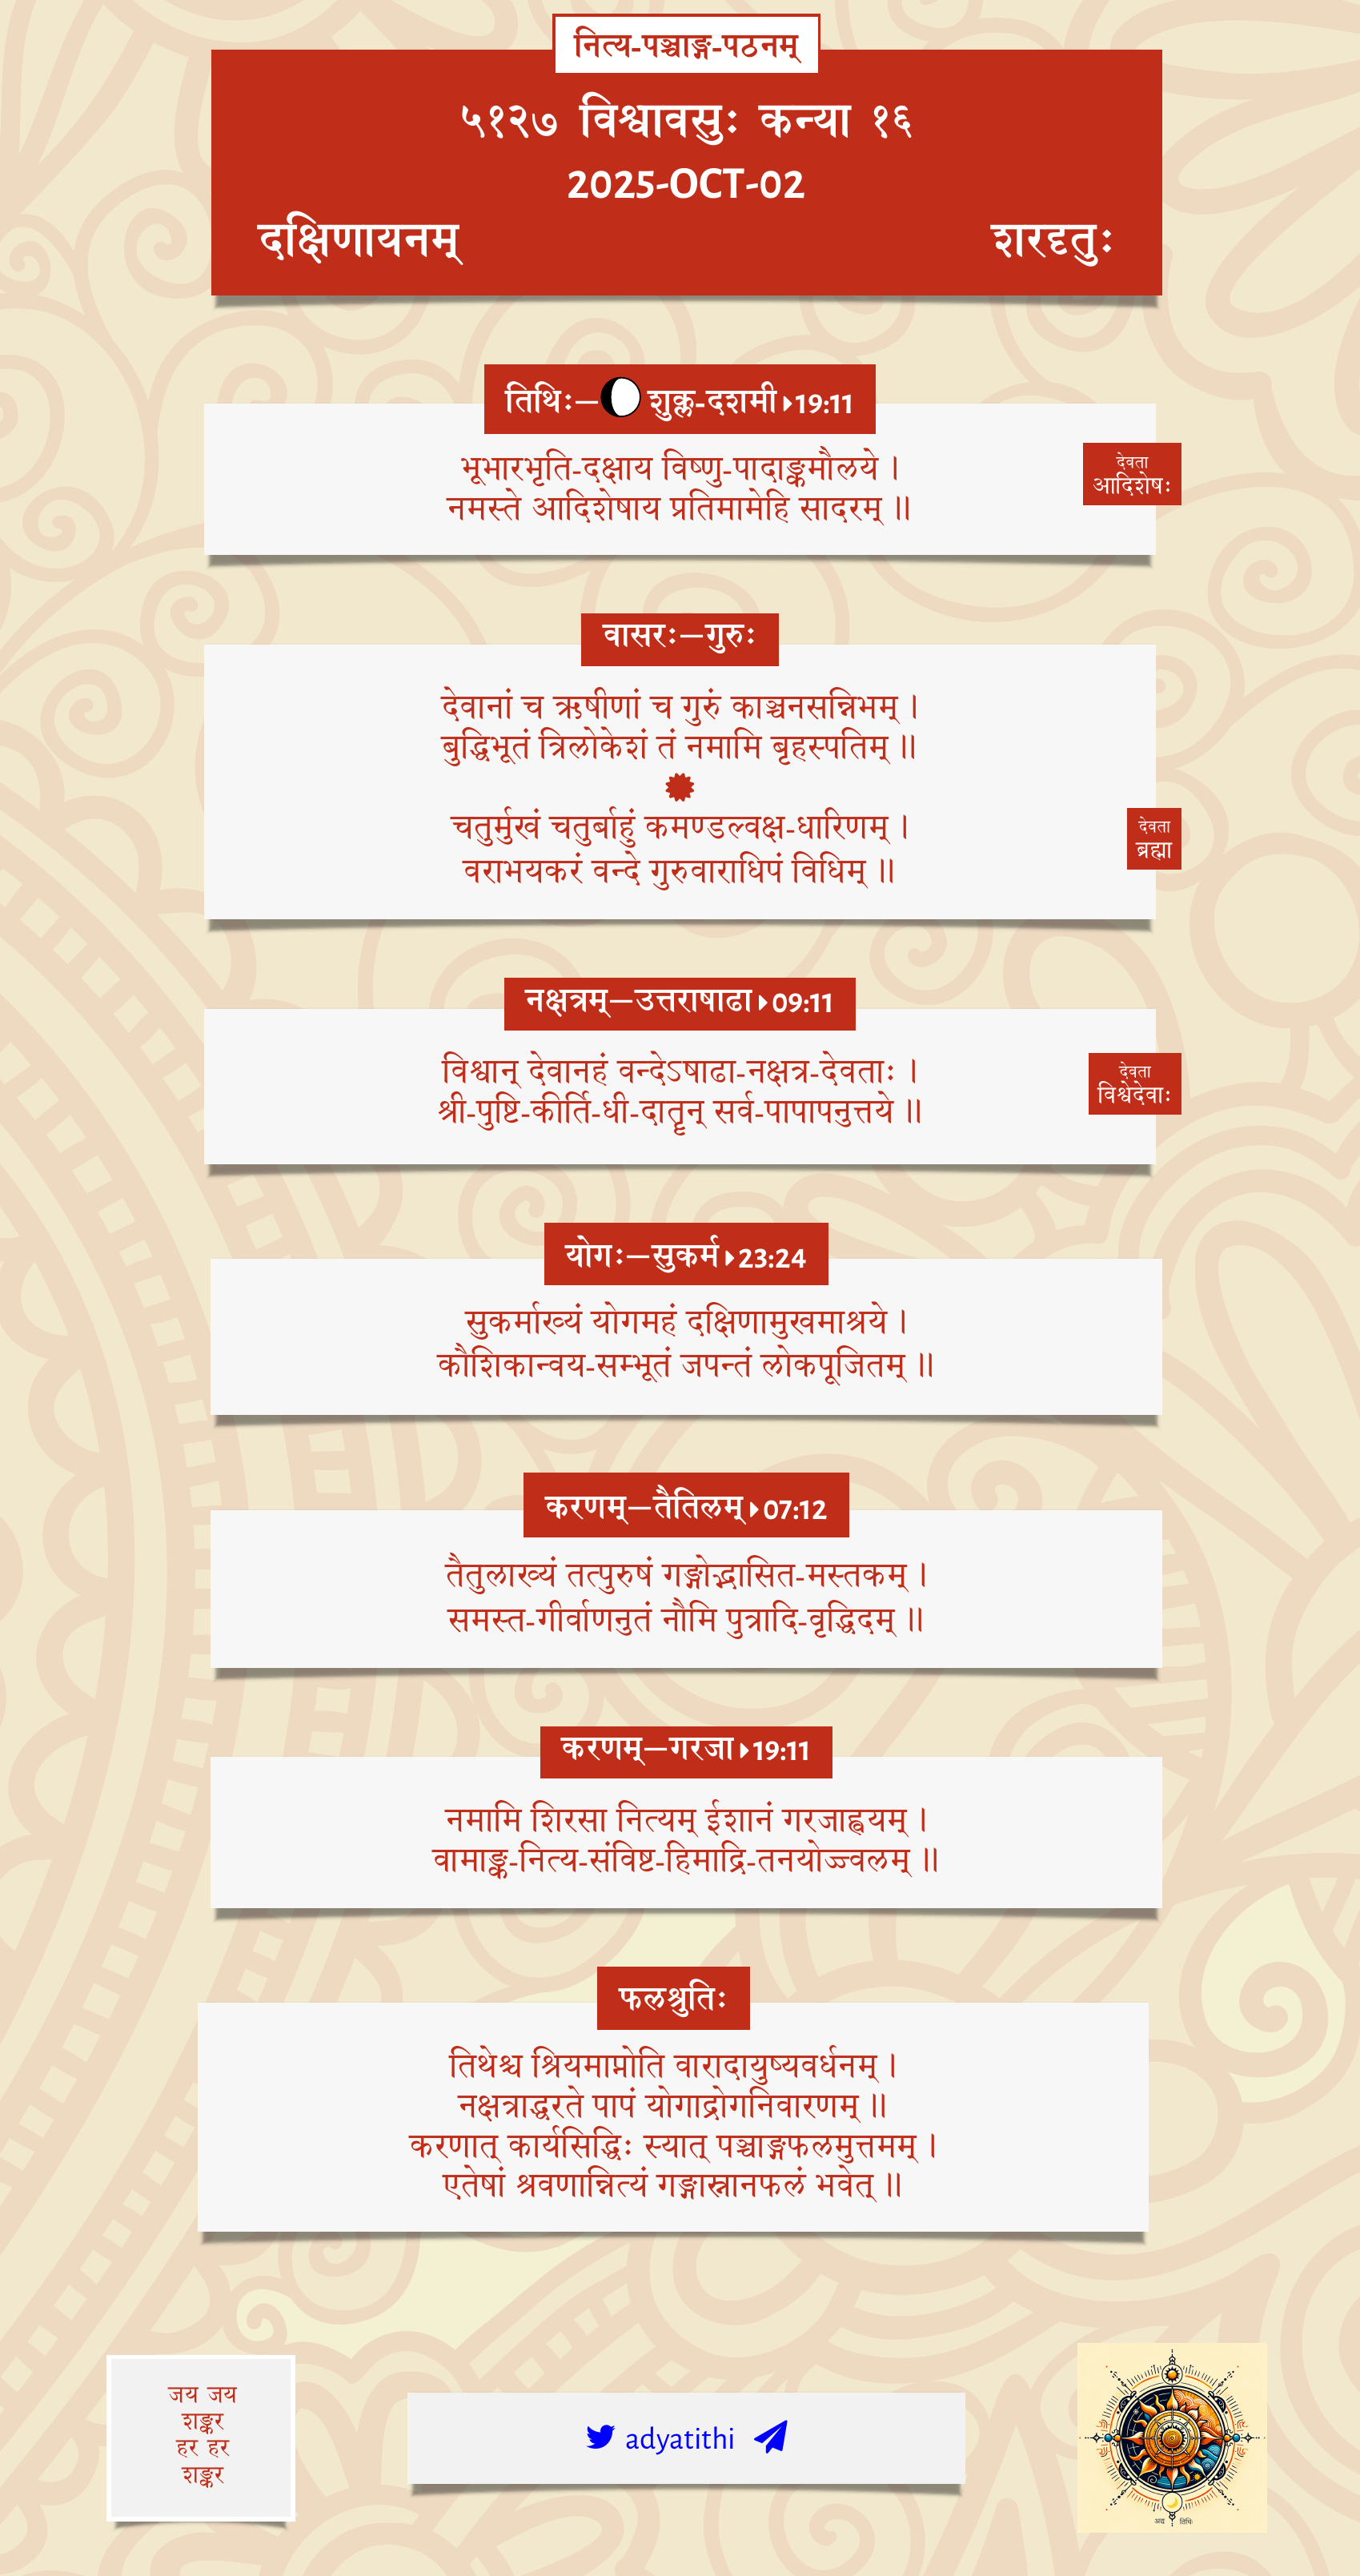 नित्य-पञ्चाङ्ग-पठनम्
५१२७ विश्वावसुः कन्या १६
2025-OCT-02
दक्षिणायनम्
शरदृतुः
तिथिः— शुक्ल-दशमी 19:11
भूभारभृति-दक्षाय विष्णु-पादाङ्कमौलये ।
नमस्ते आदिशेषाय प्रतिमामेहि सादरम् ॥
देवता
आदिशेषः
वासरः—गुरुः
देवानां च ऋषीणां च गुरुं काञ्चनसन्निभम् ।
बुद्धिभूतं त्रिलोकेशं तं नमामि बृहस्पतिम् ॥
चतुर्मुखं चतुर्बाहुं कमण्डल्वक्ष-धारिणम् ।
वराभयकरं वन्दे गुरुवाराधिपं विधिम् ॥
देवता
ब्रह्मा
नक्षत्रम्—उत्तराषाढा 09:11
विश्वान् देवानहं वन्देऽषाढा-नक्षत्र-देवताः ।
श्री-पुष्टि-कीर्ति-धी-दातॄन् सर्व-पापापनुत्तये ॥
देवता
विश्वेदेवाः
योगः—सुकर्म 23:24
सुकर्माख्यं योगमहं दक्षिणामुखमाश्रये ।
कौशिकान्वय-सम्भूतं जपन्तं लोकपूजितम् ॥
करणम्—तैतिलम् 07:12
तैतुलाख्यं तत्पुरुषं गङ्गोद्भासित-मस्तकम् ।
समस्त-गीर्वाणनुतं नौमि पुत्रादि-वृद्धिदम् ॥
करणम्—गरजा 19:11
नमामि शिरसा नित्यम् ईशानं गरजाह्वयम् ।
वामाङ्क-नित्य-संविष्ट-हिमाद्रि-तनयोज्ज्वलम् ॥
फलश्रुतिः
तिथेश्च श्रियमाप्नोति वारादायुष्यवर्धनम् ।
नक्षत्राद्धरते पापं योगाद्रोगनिवारणम् ॥
करणात् कार्यसिद्धिः स्यात् पञ्चाङ्गफलमुत्तमम् ।
एतेषां श्रवणान्नित्यं गङ्गास्नानफलं भवेत् ॥
जय जय
शङ्कर
हर हर
शङ्कर
adyatithi
अद्य तिथिः